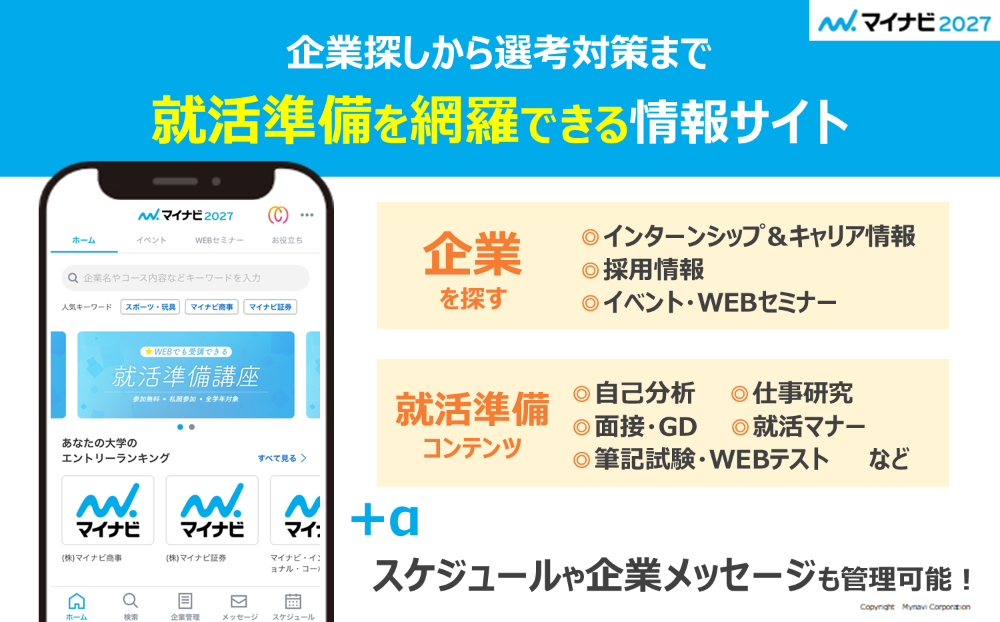 マイナビ2027
企業探しから選考対策まで
就活準備を網羅できる情報サイト
マイナビ2027
ホーム イベント WEBセミナー お役立ち
企業名やコース内容などキーワードを入力
人気キーワード スポーツ・玩具 マイナビ商事 マイナビ証券
★WEBでも受講できる
就活準備講座
参加無料・私服参加・全学年対象
あなたの大学の
エントリーランキング すべて見る
マイナビ マイナビ マイナ
(株)マイナビ商事 (株)マイナビ証券 マイナビ・イン
ョナル・コーポ
ホーム 検索 企業管理 メッセージ スケジュール
企業
を探す
◎インターンシップ&キャリア情報
◎採用情報
◎イベント・WEBセミナー
就活準備
コンテンツ
◎自己分析 ◎仕事研究
◎面接・GD ◎就活マナー
◎筆記試験・WEBテスト など
+α
スケジュールや企業メッセージも管理可能！
Copyright Mynavi Corporation